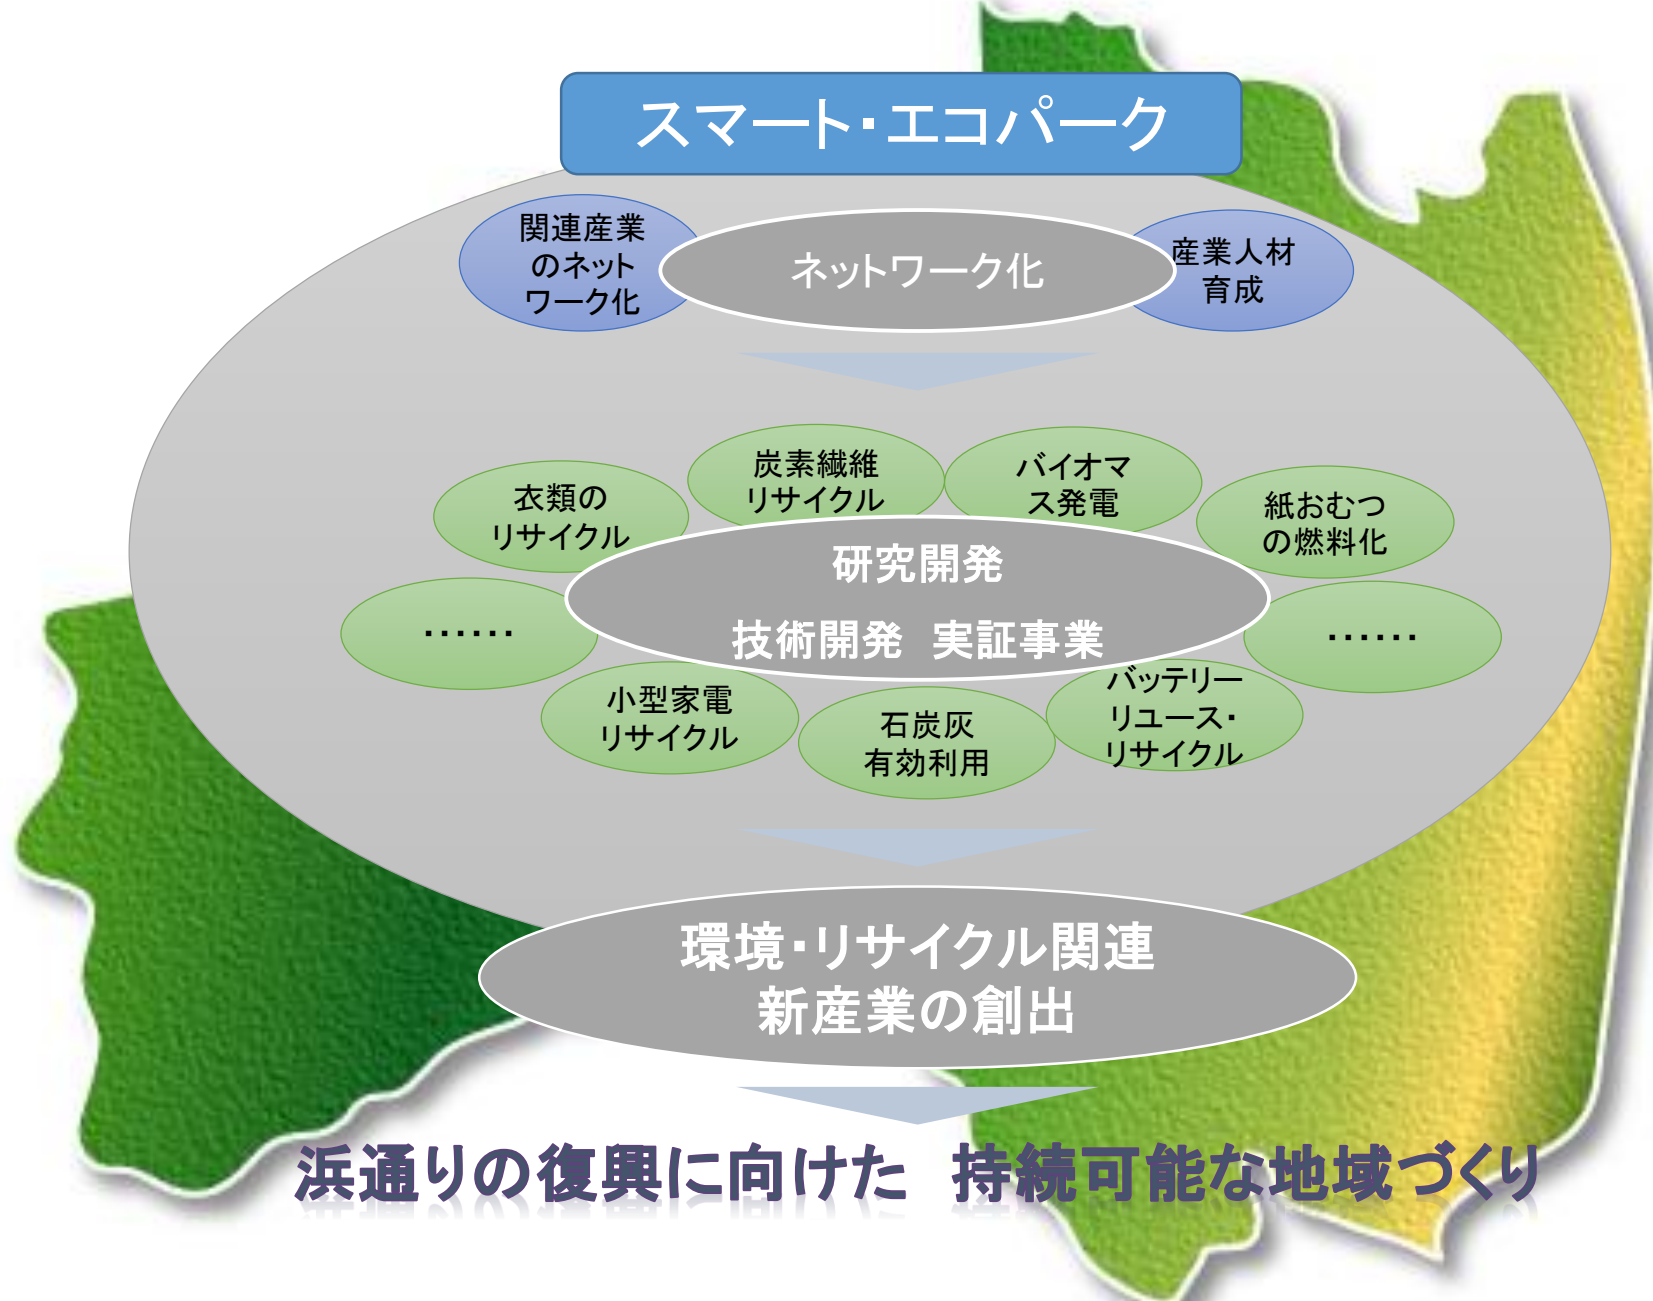 スマート・エコパーク
関連産業
のネット
ワーク化
ネットワーク化
産業人材
育成
炭素繊維
リサイクル
バイオマ
ス発電
衣類の
リサイクル
紙おむつ
の燃料化
研究開発
技術開発　実証事業
・・・・・・
・・・・・・
小型家電
リサイクル
石炭灰
有効利用
バッテリー
リユース・
リサイクル
環境・リサイクル関連
新産業の創出
浜通りの復興に向けた　持続可能な地域づくり